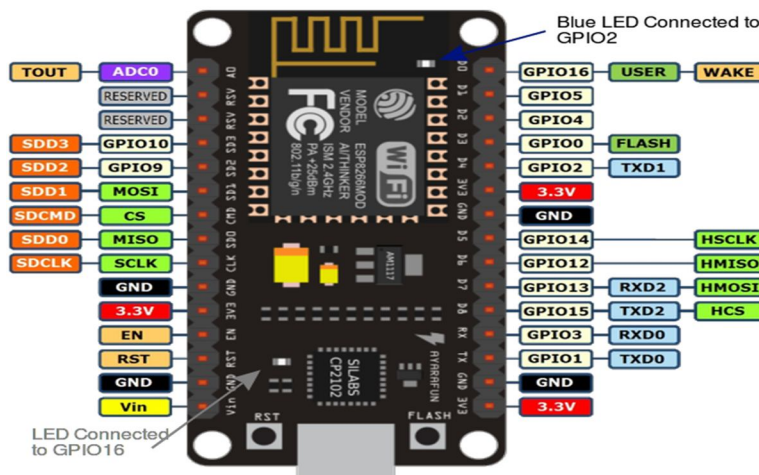 Blue LED Connected to
GPIO2
TOUT ADC0 A0 D0 GPIO16 USER WAKE
RESERVED RSV D1 GPIO5
RESERVED RSV D2 GPIO4
SDD3 GPIO10 SD3 D3 GPIO0 FLASH
SDD2 GPIO9 SD2 D4 GPIO2 TXD1
SDD1 MOSI SD1 3V3 3.3V
SDCMD CS CMD GND GND
SDD0 MISO SD0 D5 GPIO14 HSCLK
SDCLK SCLK CLK D6 GPIO12 HMISO
GND GND D7 GPIO13 RXD2 HMOSI
3.3V 3V3 D8 GPIO15 TXD2 HCS
EN EN RX GPIO3 RXD0
RST RST TX GPIO1 TXD0
GND GND GND GND
Vin Vin 3V3 3.3V
MODEL
VENDOR
ESP8266MOD
AI/THINKER
ISM 2.4GHz
PA +25dBm
802.11b/g/n
FC
WiFi
AM1117
SILABS
CP2102
AYARAFUN
RST
FLASH
LED Connected
to GPIO16